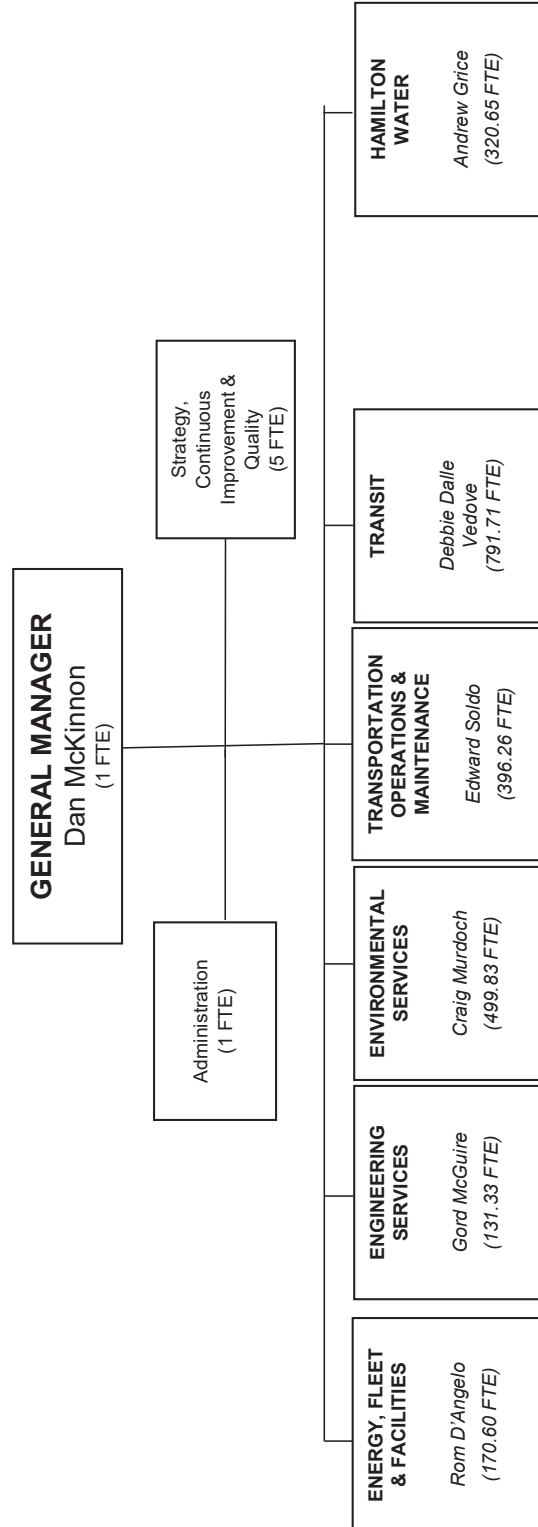 GENERAL MANAGER
Dan McKinnon
(1 FTE)
Administration
(1 FTE)
Strategy,
Continuous
Improvement &
Quality
(5 FTE)
ENERGY, FLEET
& FACILITIES
Rom D'Angelo
(170.60 FTE)
ENGINEERING
SERVICES
Gord McGuire
(131.33 FTE)
ENVIRONMENTAL
SERVICES
Craig Murdoch
(499.83 FTE)
TRANSPORTATION
OPERATIONS &
MAINTENANCE
Edward Soldo
(396.26 FTE)
TRANSIT
Debbie Dalle
Vedove
(791.71 FTE)
HAMILTON
WATER
Andrew Grice
(320.65 FTE)